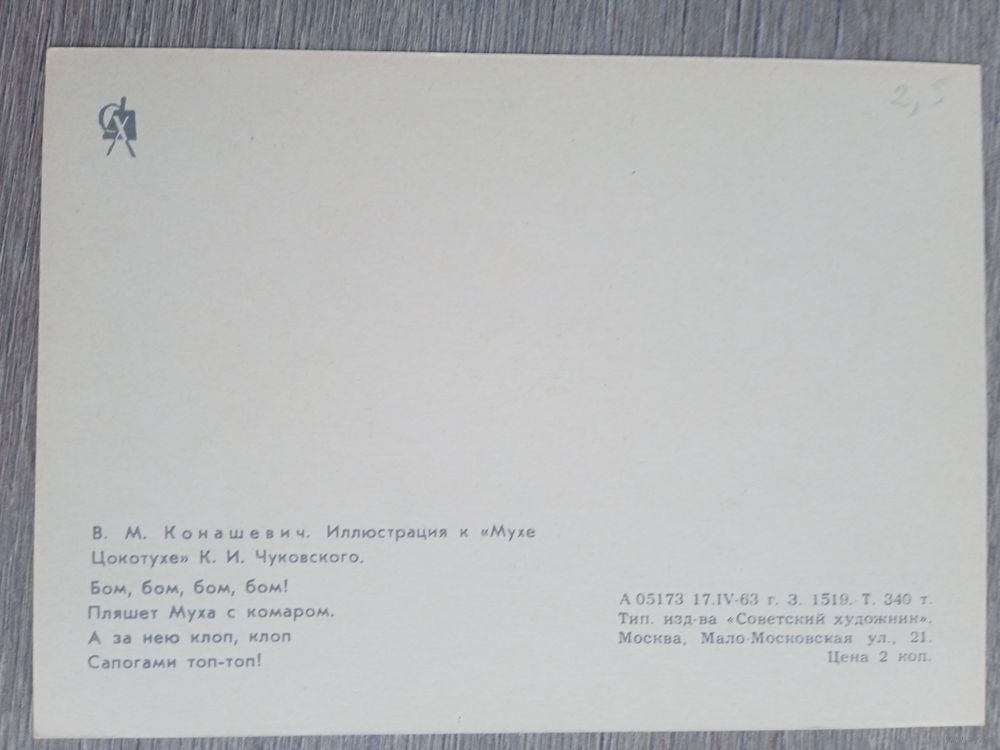 2,5
СХ
В. М. Конашевич. Иллюстрация к «Мухе
Цокотухе» К. И. Чуковского.
Бом, бом, бом, бом!
Пляшет Муха с комаром.
А за нею клоп, клоп
Сапогами топ-топ!
А 05173 17.IV-63 г. З. 1519. Т. 340 т.
Тип. изд-ва «Советский художник».
Москва, Мало-Московская ул., 21.
Цена 2 коп.